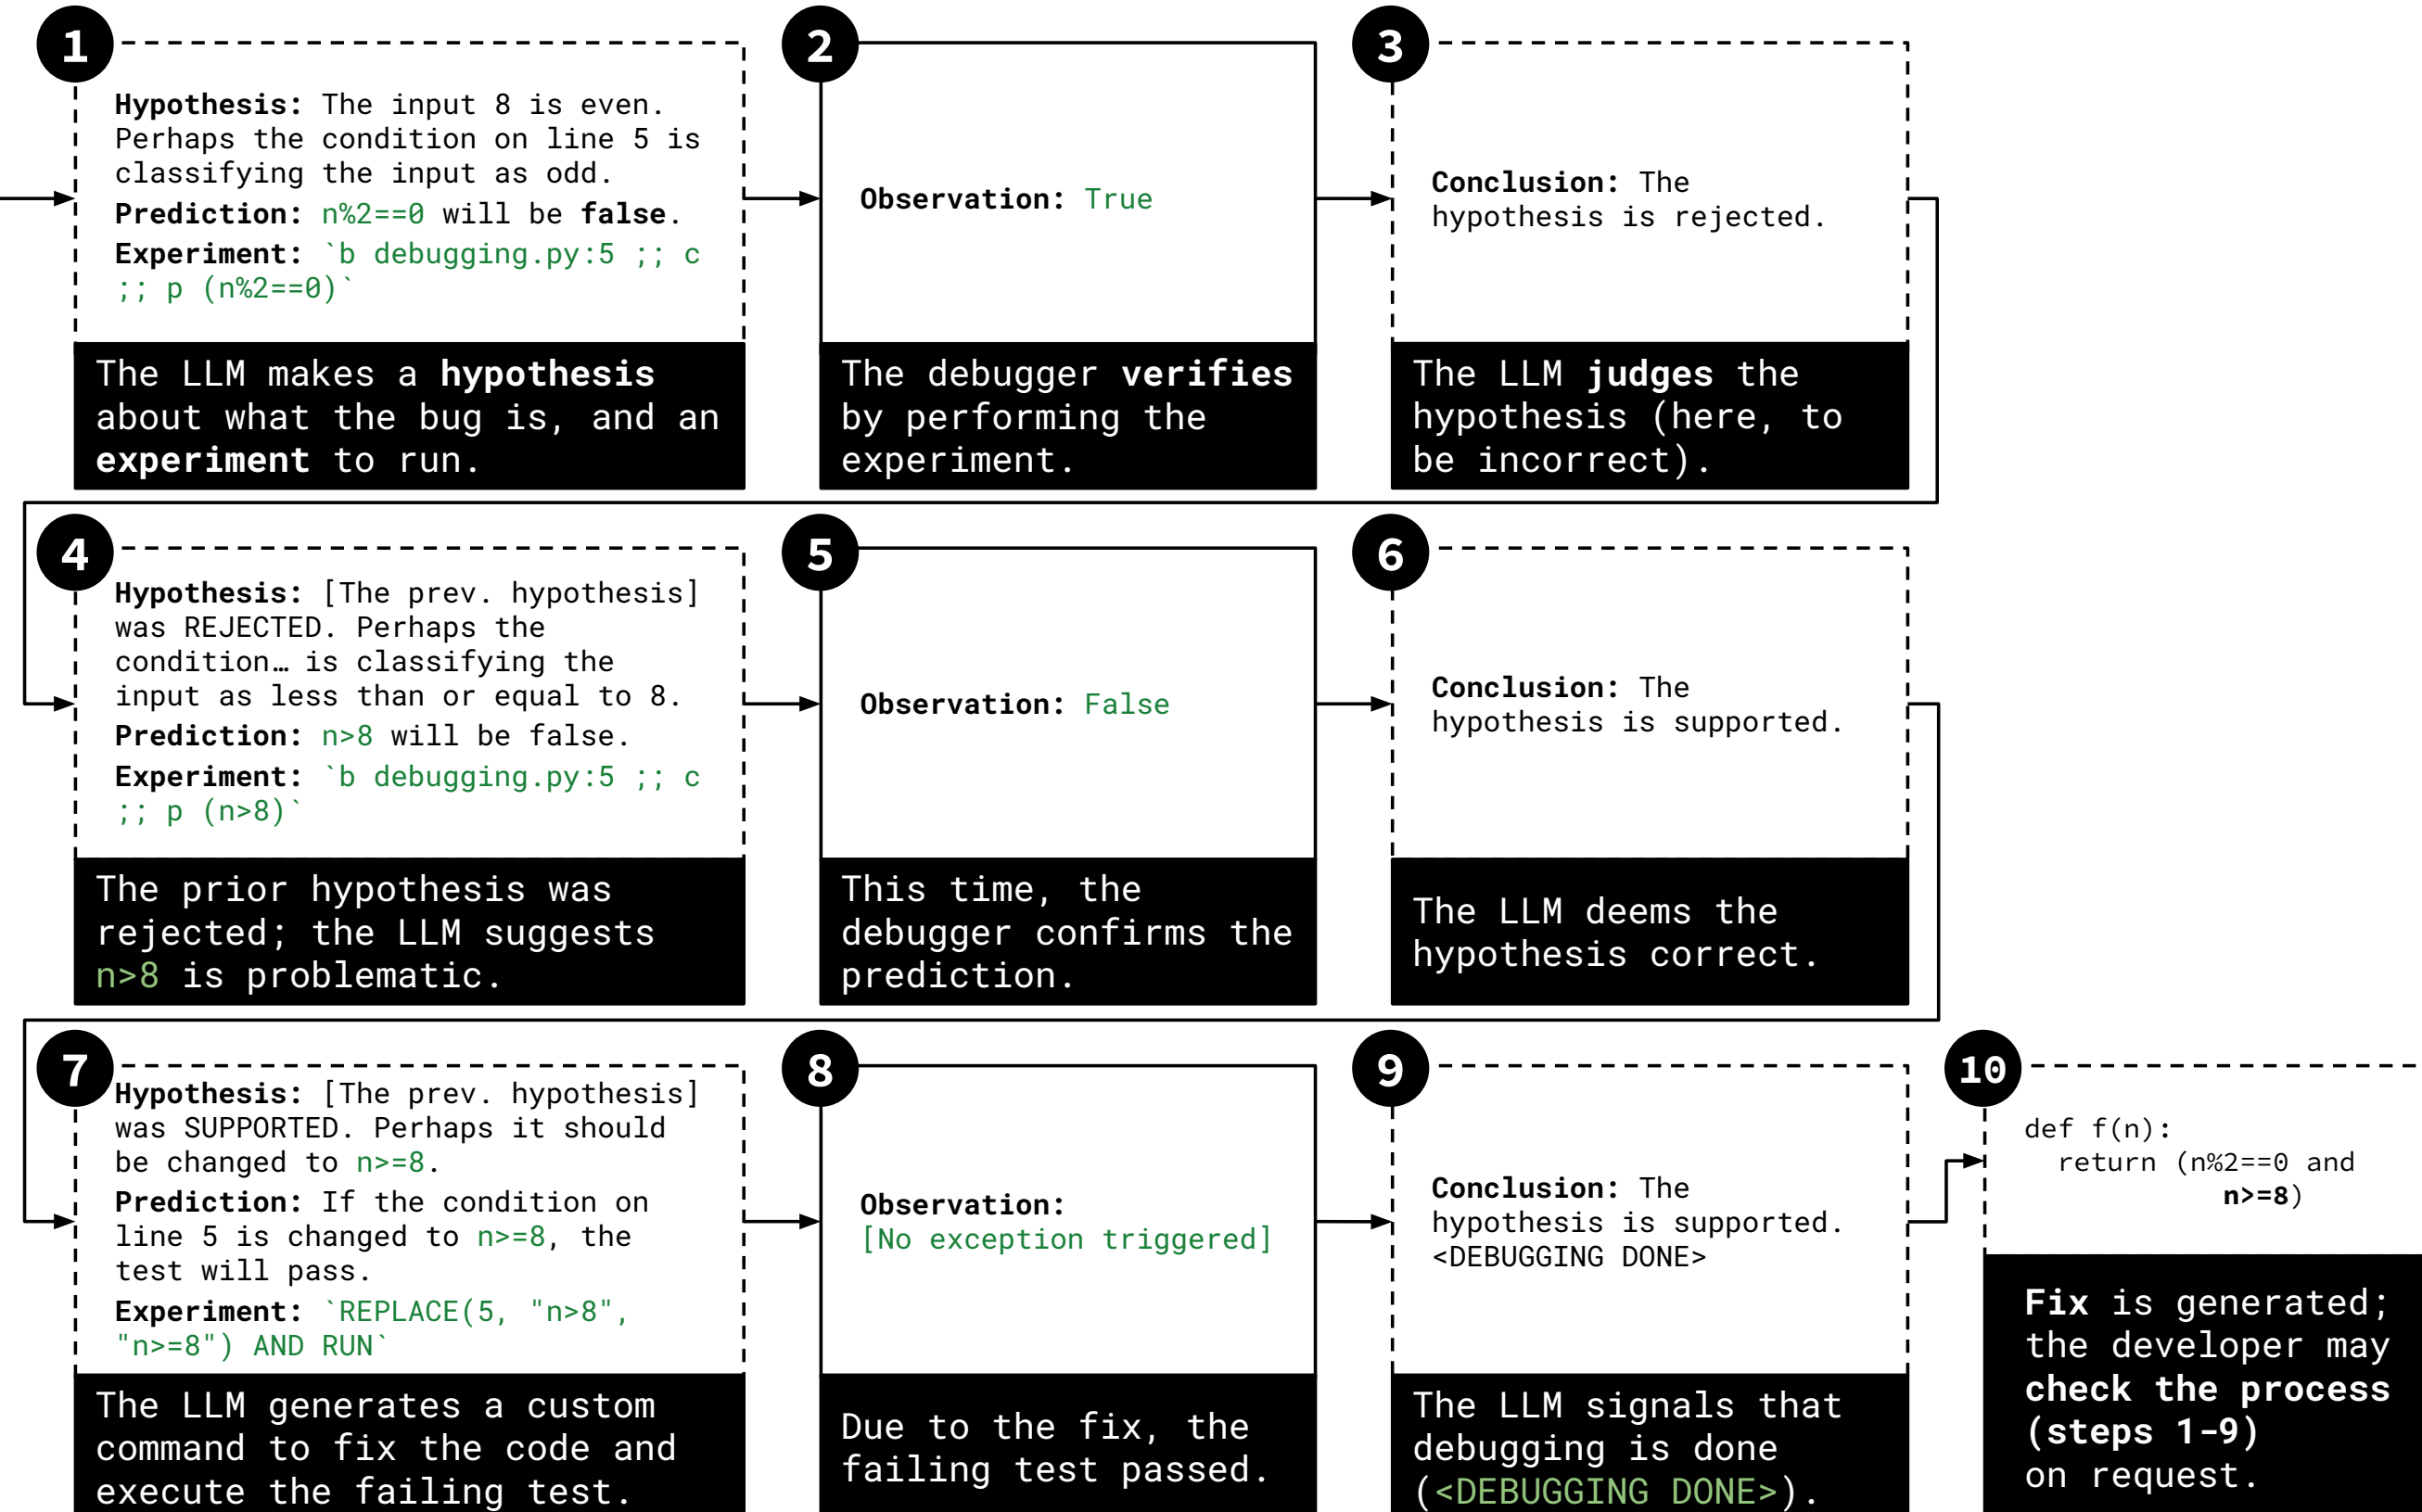 1
Hypothesis: The input 8 is even.
Perhaps the condition on line 5 is
classifying the input as odd.
Prediction: n%2==0 will be false.
Experiment: `b debugging.py:5 ;; c
;; p (n%2==0)`
The LLM makes a hypothesis
about what the bug is, and an
experiment to run.
2
Observation: True
The debugger verifies
by performing the
experiment.
3
Conclusion: The
hypothesis is rejected.
The LLM judges the
hypothesis (here, to
be incorrect).
4
Hypothesis: [The prev. hypothesis]
was REJECTED. Perhaps the
condition… is classifying the
input as less than or equal to 8.
Prediction: n>8 will be false.
Experiment: `b debugging.py:5 ;; c
;; p (n>8)`
The prior hypothesis was
rejected; the LLM suggests
n>8 is problematic.
5
Observation: False
This time, the
debugger confirms the
prediction.
6
Conclusion: The
hypothesis is supported.
The LLM deems the
hypothesis correct.
7
Hypothesis: [The prev. hypothesis]
was SUPPORTED. Perhaps it should
be changed to n>=8.
Prediction: If the condition on
line 5 is changed to n>=8, the
test will pass.
Experiment: `REPLACE(5, "n>8",
"n>=8") AND RUN`
The LLM generates a custom
command to fix the code and
execute the failing test.
8
Observation:
[No exception triggered]
Due to the fix, the
failing test passed.
9
Conclusion: The
hypothesis is supported.
<DEBUGGING DONE>
The LLM signals that
debugging is done
(<DEBUGGING DONE>).
10
def f(n):
return (n%2==0 and
n>=8)
Fix is generated;
the developer may
check the process
(steps 1-9)
on request.